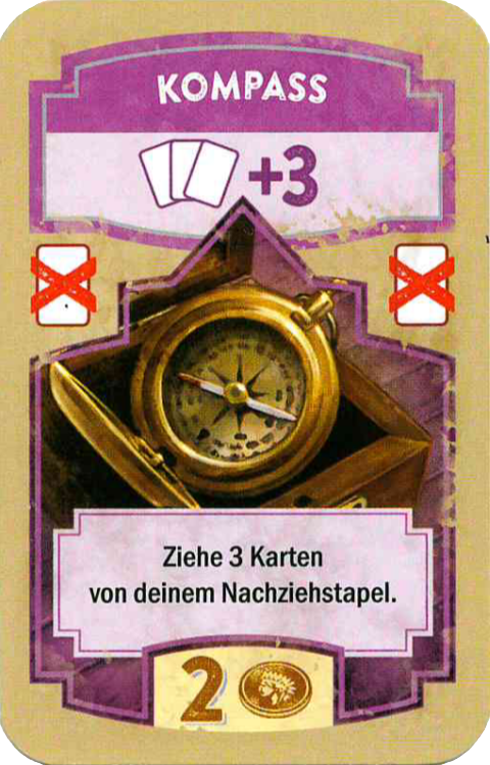 KOMPASS
+3
Ziehe 3 Karten
von deinem Nachziehstapel.
2